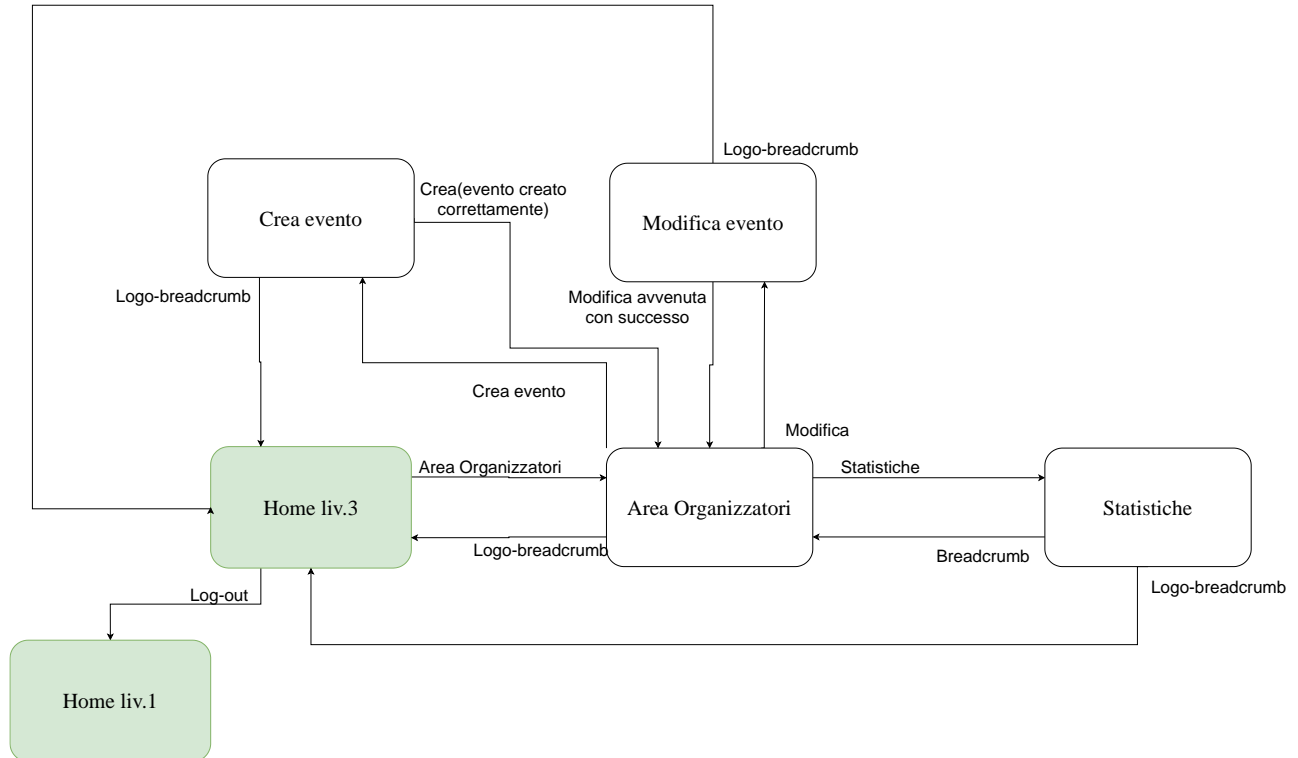 Logo-breadcrumb
Crea evento
Crea(evento creato
correttamente)
Modifica evento
Logo-breadcrumb
Modifica avvenuta
con successo
Crea evento
Modifica
Home liv.3
Area Organizzatori
Area Organizzatori
Statistiche
Statistiche
Logo-breadcrumb
Breadcrumb
Log-out
Logo-breadcrumb
Home liv.1